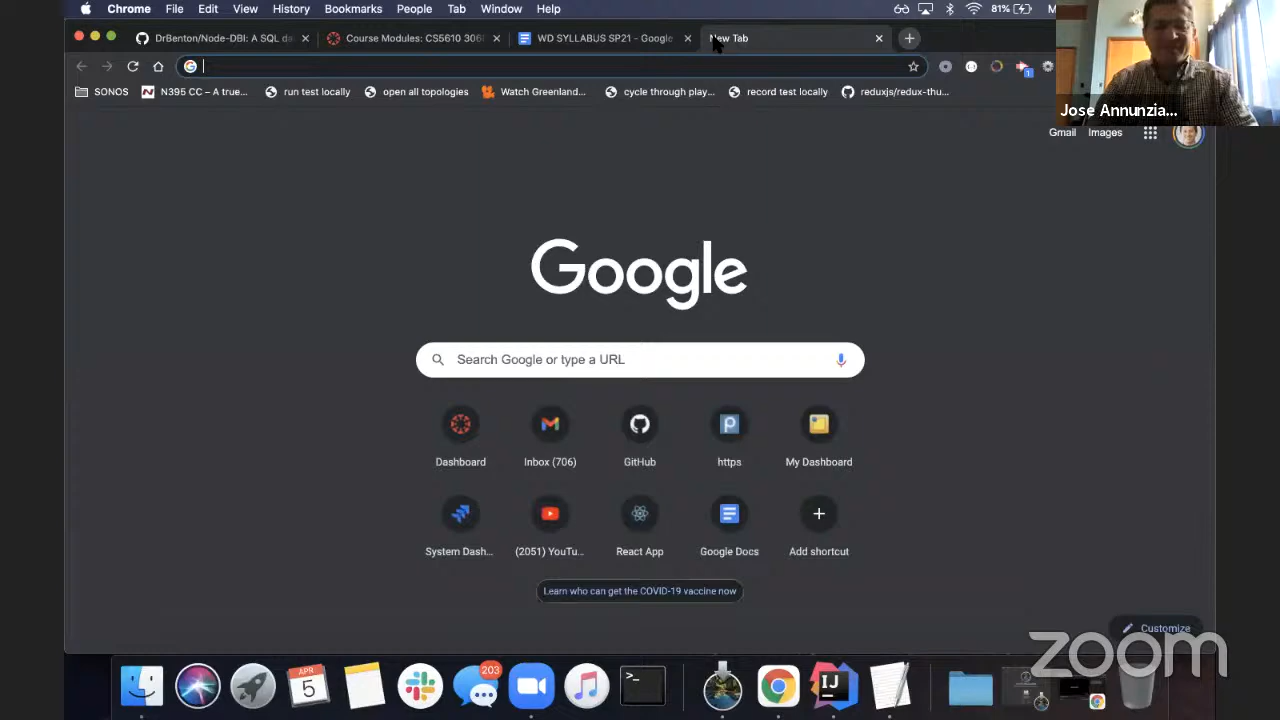 Chrome File Edit View History Bookmarks People Tab Window Help 81%
DrBenton/Node-DBI: A SQL da Course Modules: CS5610 306 WD SYLLABUS SP21 - Google New Tab
SONOS N395 CC – A true... run test locally open all topologies Watch Greenland... cycle through play... record test locally reduxjs/redux-thu...
Jose Annunzia...
Gmail Images
Google
Search Google or type a URL
Dashboard Inbox (706) GitHub https My Dashboard
System Dash... (2051) YouTu... React App Google Docs Add shortcut
Learn who can get the COVID-19 vaccine now
Customize
zoom
APR 5 203 >_ IJ